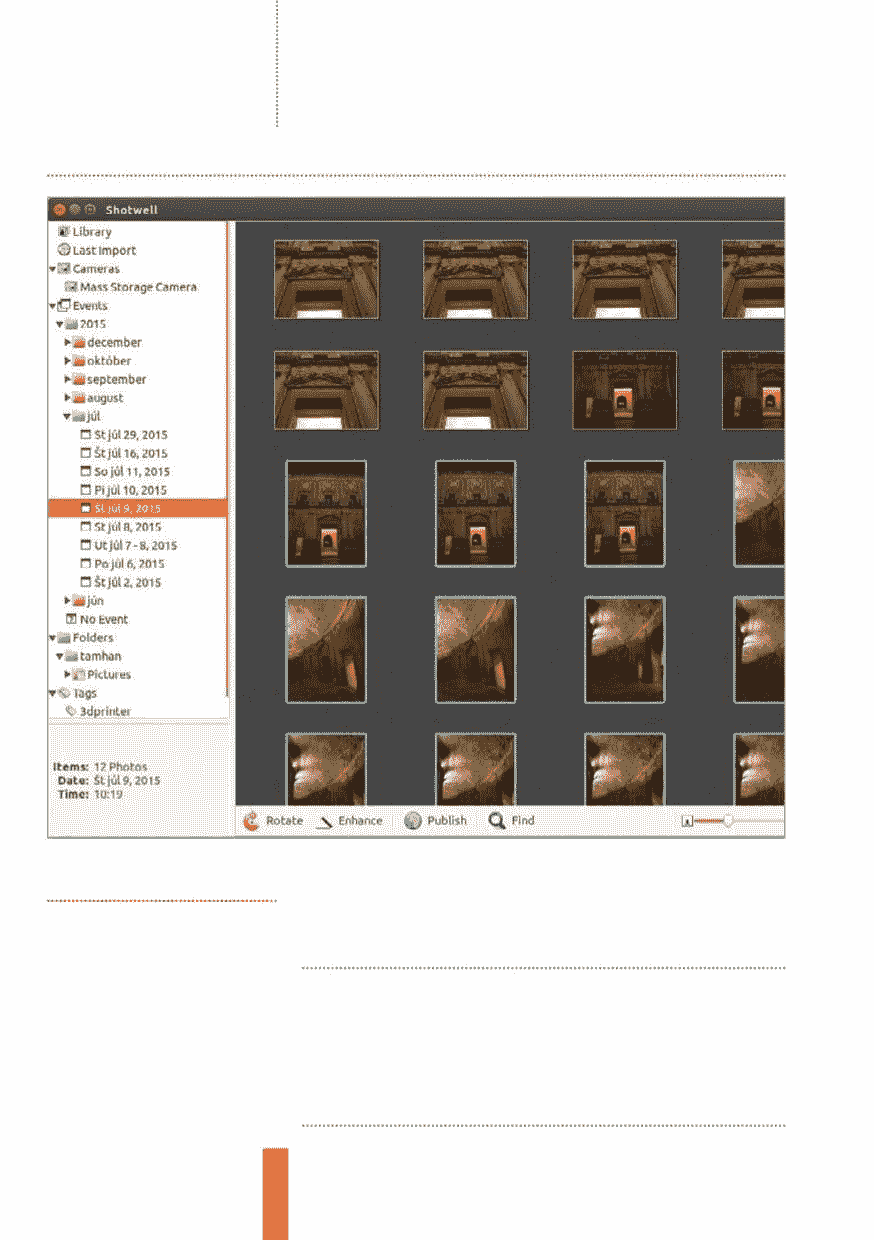 Shotwell
Library
Last Import
Cameras
Mass Storage Camera
Events
2015
december
október
september
august
júl
St júl 29, 2015
Št júl 16, 2015
So júl 11, 2015
Pi júl 10, 2015
Št júl 9, 2015
St júl 8, 2015
Ut júl 7 - 8, 2015
Po júl 6, 2015
Št júl 2, 2015
jún
No Event
Folders
tamhan
Pictures
Tags
3dprinter
Items: 12 Photos
Date: Št júl 9, 2015
Time: 10:19
Rotate Enhance Publish Find